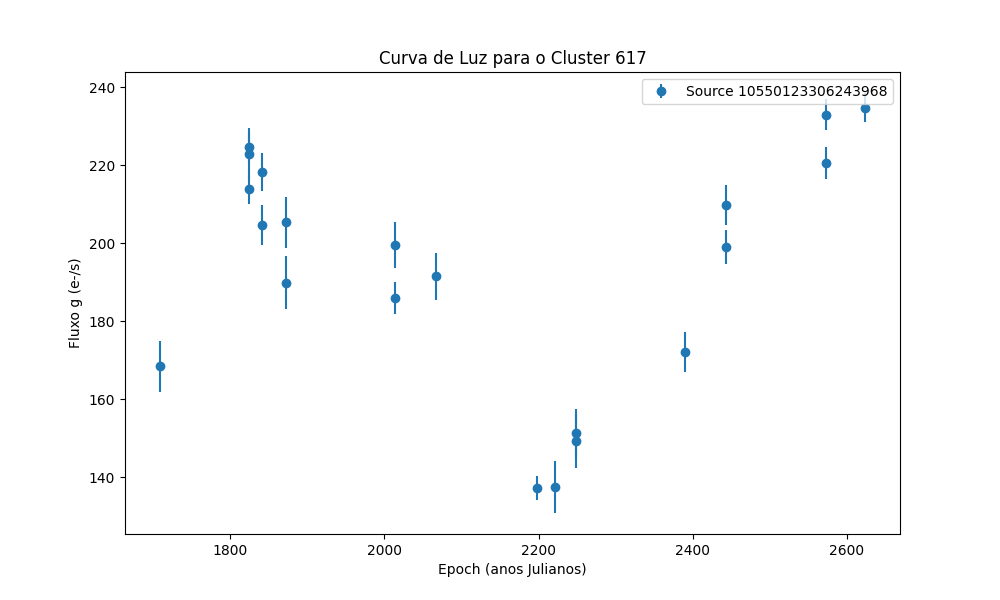 Curva de Luz para o Cluster 617
Source 10550123306243968
240
220
200
180
160
140
Fluxo g (e-/s)
1800 2000 2200 2400 2600
Epoch (anos Julianos)